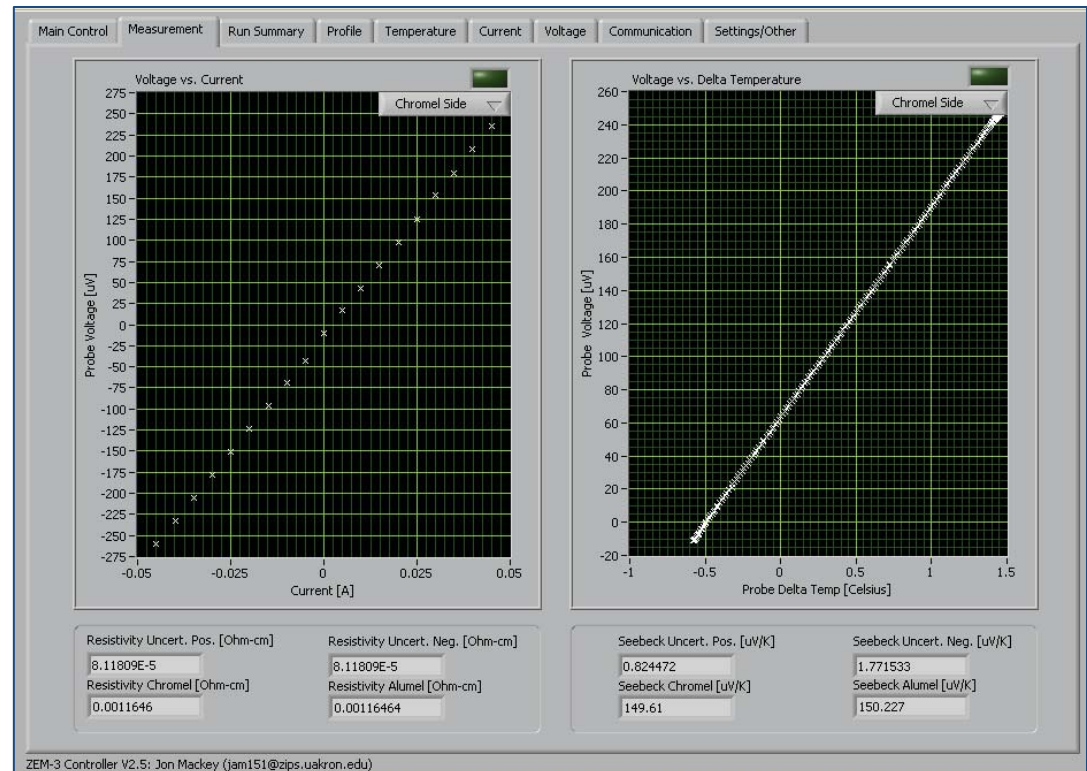 Main Control Measurement Run Summary Profile Temperature Current Voltage Communication Settings/Other
Voltage vs. Current
Chromel Side
275
250
225
200
175
150
125
100
75
50
25
0
-25
-50
-75
-100
-125
-150
-175
-200
-225
-250
-275
Probe Voltage [uV]
-0.05 -0.025 0 0.025 0.05
Current [A]
Voltage vs. Delta Temperature
Chromel Side
260
240
220
200
180
160
140
120
100
80
60
40
20
0
-20
Probe Voltage [uV]
-1 -0.5 0 0.5 1 1.5
Probe Delta Temp [Celsius]
Resistivity Uncert. Pos. [Ohm-cm] Resistivity Uncert. Neg. [Ohm-cm]
8.11809E-5 8.11809E-5
Resistivity Chromel [Ohm-cm] Resistivity Alumel [Ohm-cm]
0.0011646 0.00116464
Seebeck Uncert. Pos. [uV/K] Seebeck Uncert. Neg. [uV/K]
0.824472 1.771533
Seebeck Chromel [uV/K] Seebeck Alumel [uV/K]
149.61 150.227
ZEM-3 Controller V2.5: Jon Mackey (jam151@zips.uakron.edu)